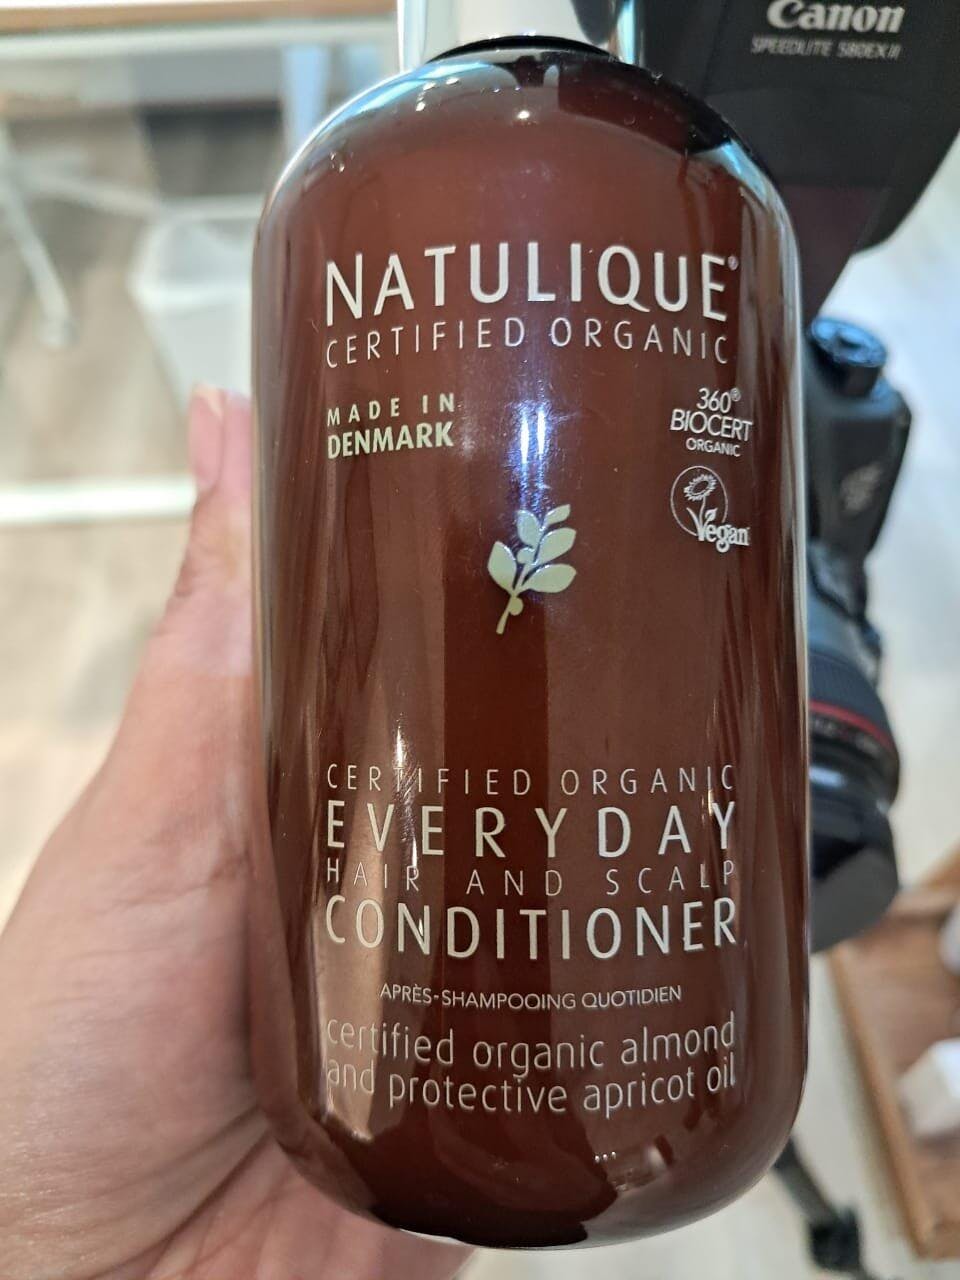 Canon
SPEEDLITE 580EX II
NATULIQUE®
CERTIFIED ORGANIC
MADE IN
DENMARK
360®
BIOCERT
ORGANIC
Vegan
CERTIFIED ORGANIC
EVERYDAY
HAIR AND SCALP
CONDITIONER
APRÈS-SHAMPOOING QUOTIDIEN
certified organic almond
and protective apricot oil
...